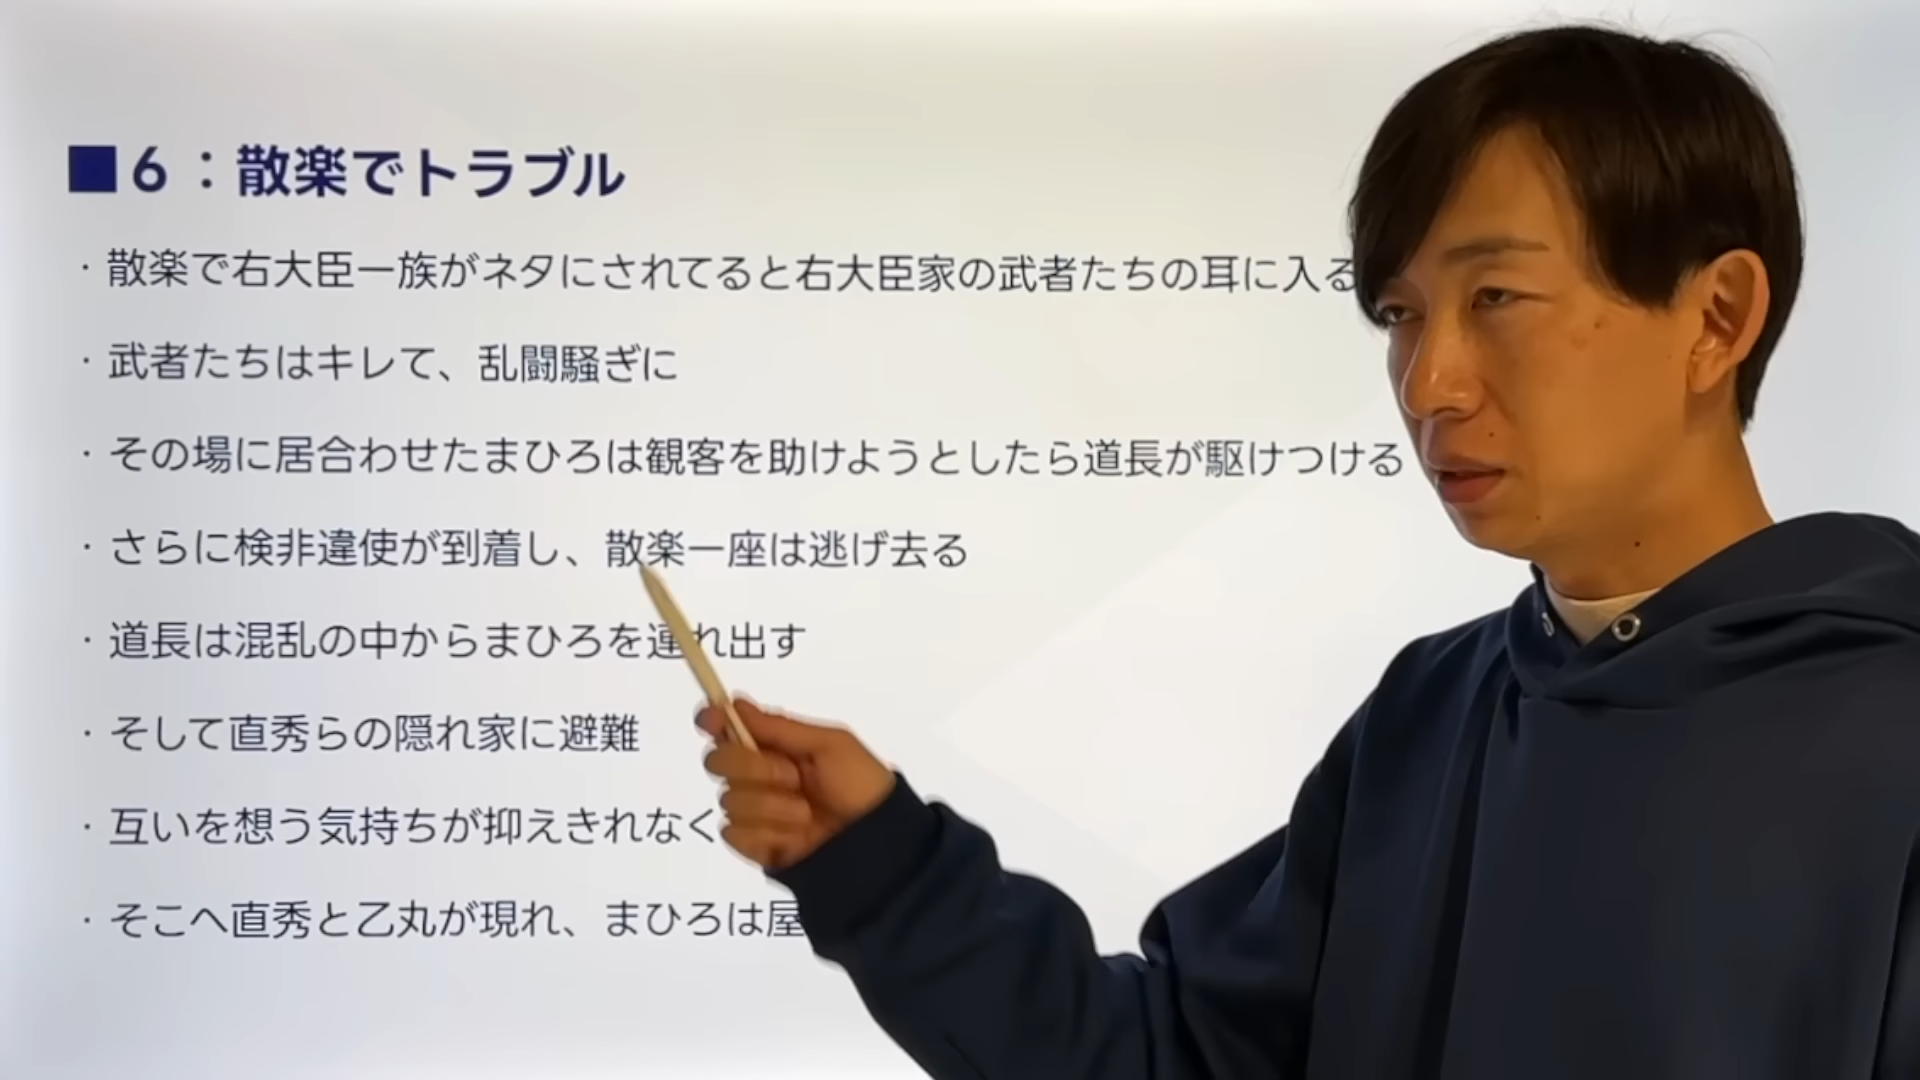 ■6：散楽でトラブル
・散楽で右大臣一族がネタにされてると右大臣家の武者たちの耳に入る
・武者たちはキレて、乱闘騒ぎに
・その場に居合わせたまひろは観客を助けようとしたら道長が駆けつける
・さらに検非違使が到着し、散楽一座は逃げ去る
・道長は混乱の中からまひろを連れ出す
・そして直秀らの隠れ家に避難
・互いを想う気持ちが抑えきれなく
・そこへ直秀と乙丸が現れ、まひろは屋